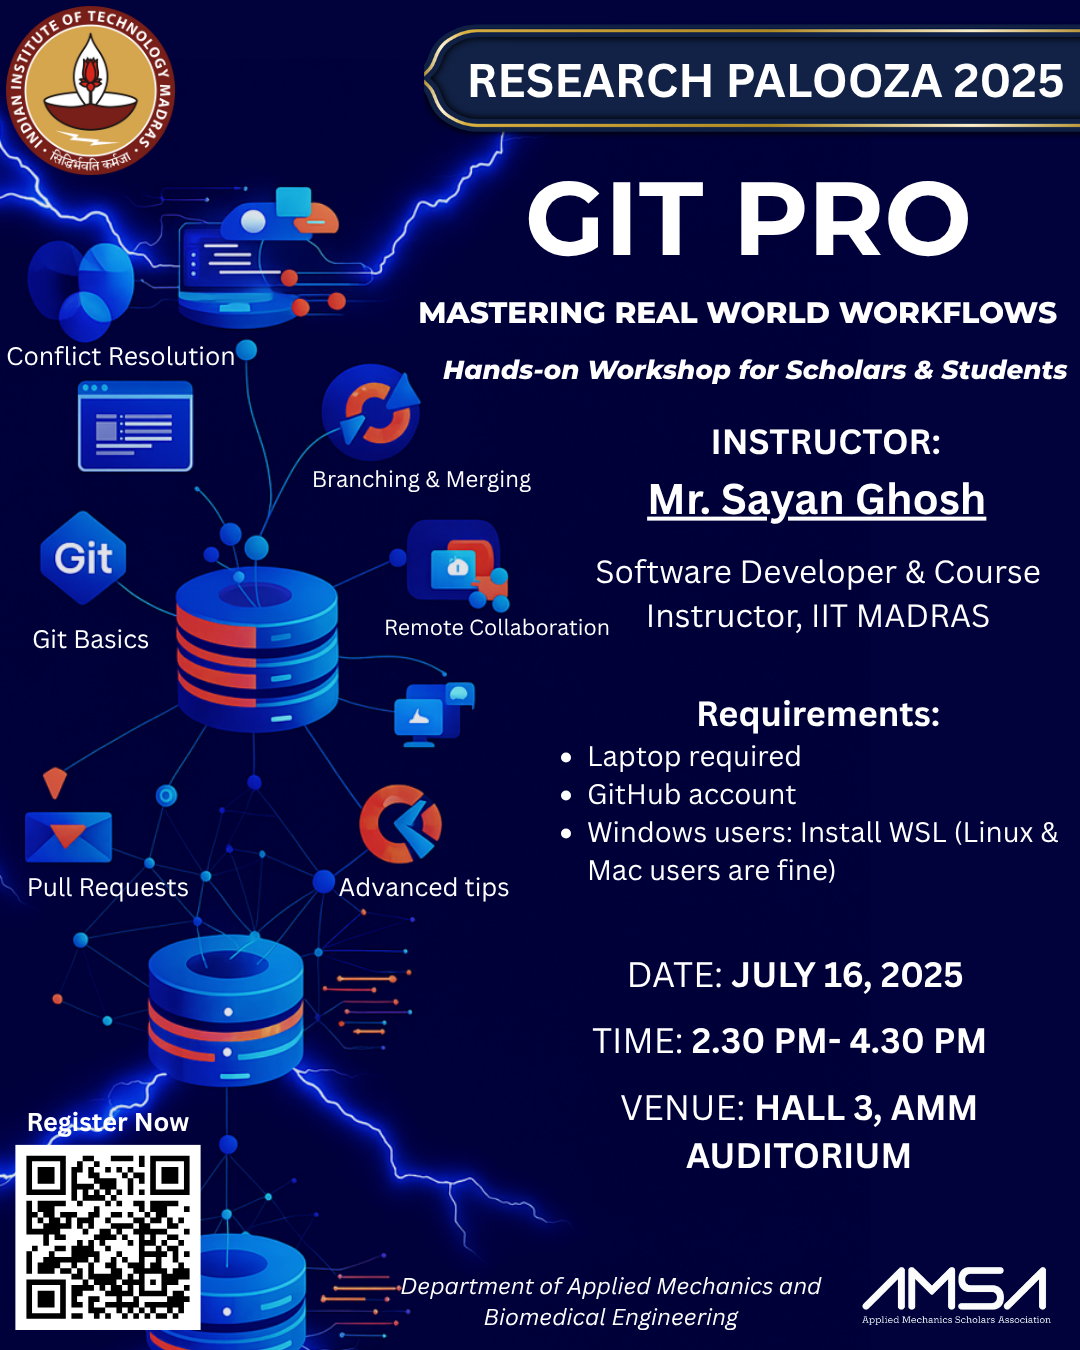 INDIAN INSTITUTE OF TECHNOLOGY MADRAS
सिद्धिर्भवति कर्मजा
RESEARCH PALOOZA 2025
GIT PRO
MASTERING REAL WORLD WORKFLOWS
Hands-on Workshop for Scholars & Students
Conflict Resolution
Branching & Merging
Git
Git Basics
Remote Collaboration
Pull Requests
Advanced tips
INSTRUCTOR:
Mr. Sayan Ghosh
Software Developer & Course
Instructor, IIT MADRAS
Requirements:
• Laptop required
• GitHub account
• Windows users: Install WSL (Linux &
Mac users are fine)
DATE: JULY 16, 2025
TIME: 2.30 PM- 4.30 PM
VENUE: HALL 3, AMM
AUDITORIUM
Register Now
Department of Applied Mechanics and
Biomedical Engineering
AMSA
Applied Mechanics Scholars Association